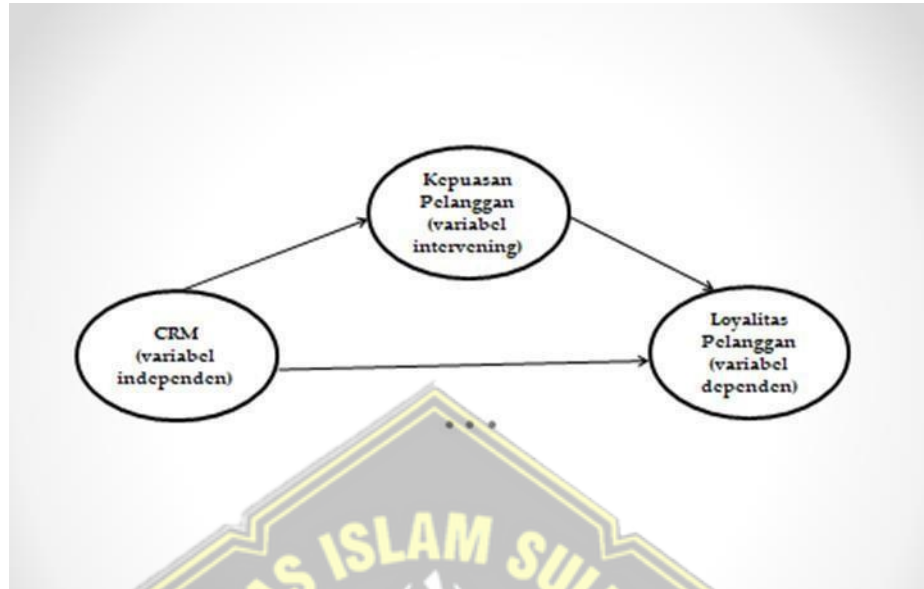 Kepuasan
Pelanggan
(variabel
intervening)
CRM
(variabel
independen)
Loyalitas
Pelanggan
(variabel
dependen)
ISLAM